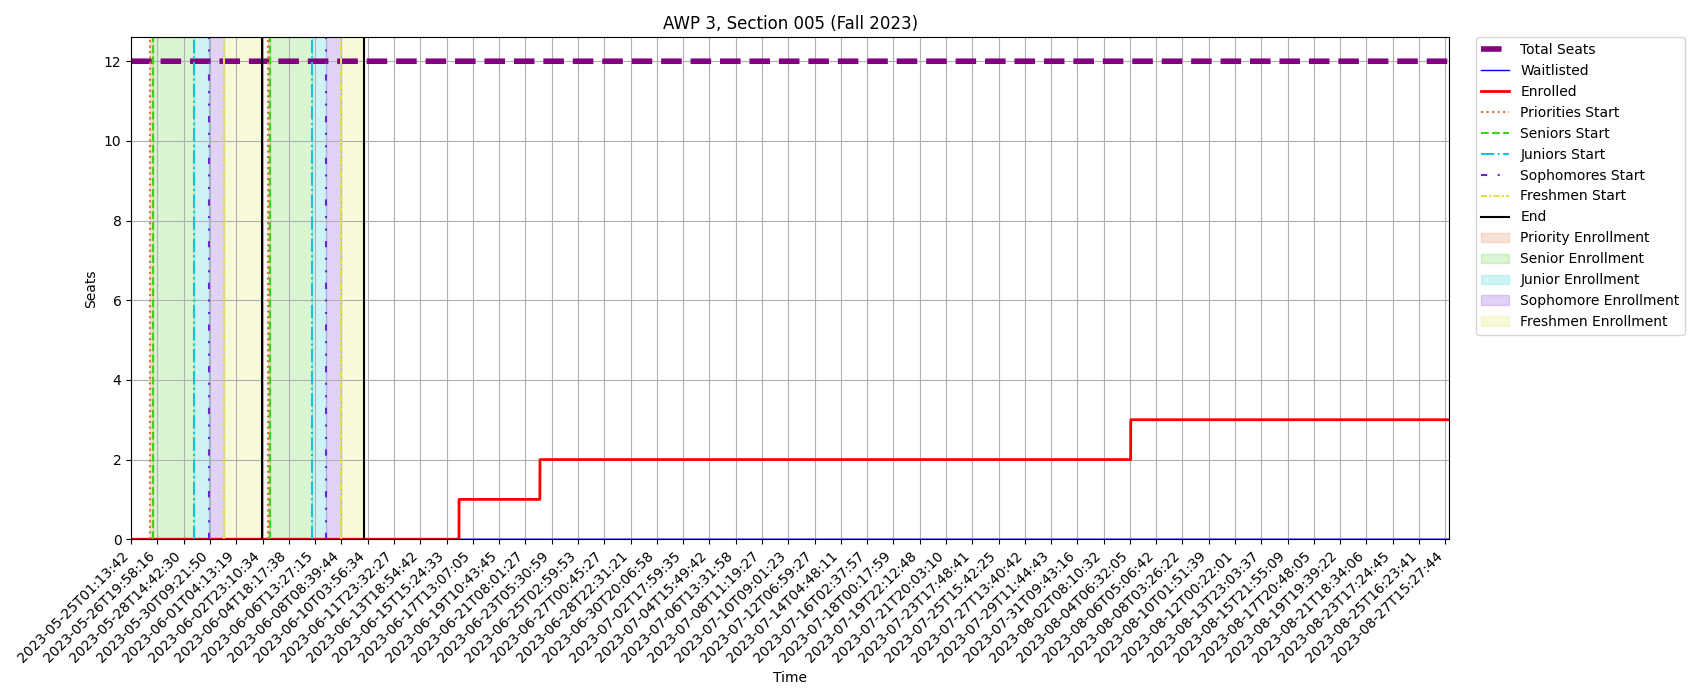 AWP 3, Section 005 (Fall 2023)
Seats
12
10
8
6
4
2
0
2023-05-25T01:13:42
2023-05-26T19:58:16
2023-05-28T14:42:30
2023-05-30T09:21:50
2023-06-01T04:13:19
2023-06-02T23:10:34
2023-06-04T18:17:38
2023-06-06T13:27:15
2023-06-08T08:39:44
2023-06-10T03:56:34
2023-06-11T23:32:27
2023-06-13T18:54:42
2023-06-15T15:24:33
2023-06-17T13:07:05
2023-06-19T10:43:45
2023-06-21T08:01:27
2023-06-23T05:30:59
2023-06-25T02:59:53
2023-06-27T00:45:27
2023-06-28T22:31:21
2023-06-30T20:06:58
2023-07-02T17:59:35
2023-07-04T15:49:42
2023-07-06T13:31:58
2023-07-08T11:19:27
2023-07-10T09:01:23
2023-07-12T06:59:27
2023-07-14T04:48:11
2023-07-16T02:37:57
2023-07-18T00:17:59
2023-07-19T22:12:48
2023-07-21T20:03:10
2023-07-23T17:48:41
2023-07-25T15:42:25
2023-07-27T13:40:42
2023-07-29T11:44:43
2023-07-31T09:43:16
2023-08-02T08:10:32
2023-08-04T06:32:05
2023-08-06T05:06:42
2023-08-08T03:26:22
2023-08-10T01:51:39
2023-08-12T00:22:01
2023-08-13T23:03:37
2023-08-15T21:55:09
2023-08-17T20:48:05
2023-08-19T19:39:22
2023-08-21T18:34:06
2023-08-23T17:24:45
2023-08-25T16:23:41
2023-08-27T15:27:44
Time
Total Seats
Waitlisted
Enrolled
Priorities Start
Seniors Start
Juniors Start
Sophomores Start
Freshmen Start
End
Priority Enrollment
Senior Enrollment
Junior Enrollment
Sophomore Enrollment
Freshmen Enrollment